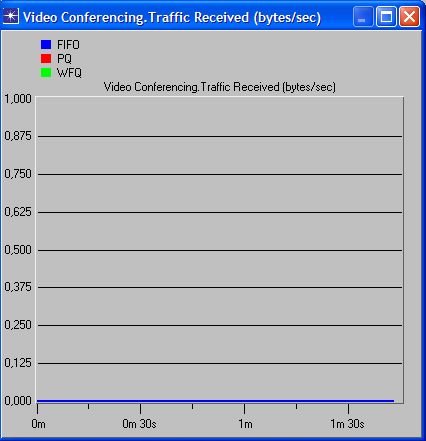 Video Conferencing.Traffic Received (bytes/sec)
FIFO
PQ
WFQ
Video Conferencing.Traffic Received (bytes/sec)
1,000
0,875
0,750
0,625
0,500
0,375
0,250
0,125
0,000
0m 0m 30s 1m 1m 30s